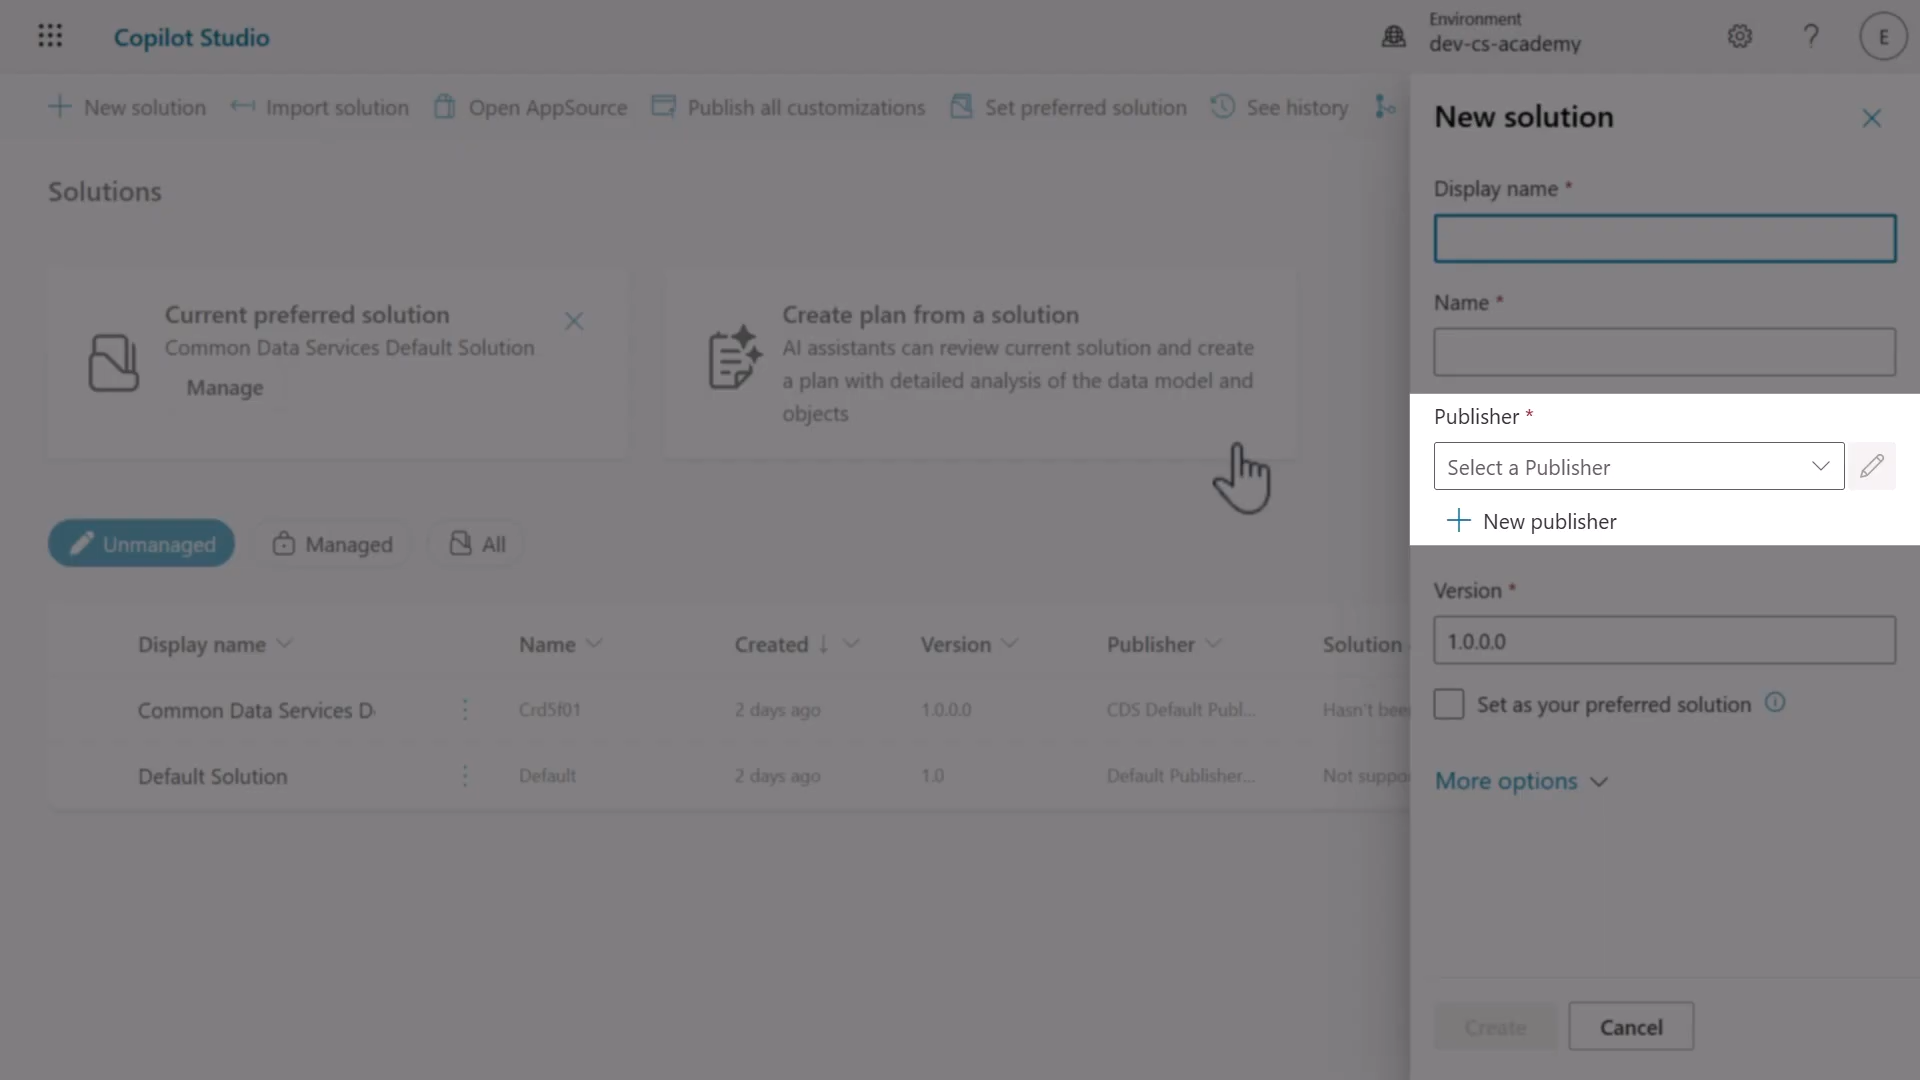 Copilot Studio
Environment
dev-cs-academy
?
E
New solution
Import solution
Open AppSource
Publish all customizations
Set preferred solution
See history
Solutions
Current preferred solution
Common Data Services Default Solution
Manage
Create plan from a solution
AI assistants can review current solution and create
a plan with detailed analysis of the data model and
objects
Unmanaged
Managed
All
Display name
Name
Created
Version
Publisher
Solution
Common Data Services D
Crd5f01
2 days ago
1.0.0.0
CDS Default Publ...
Hasn't bee
Default Solution
Default
2 days ago
1.0
Default Publisher...
Not suppo
New solution
Display name *
Name *
Publisher *
Select a Publisher
New publisher
Version *
1.0.0.0
Set as your preferred solution
More options
Create
Cancel